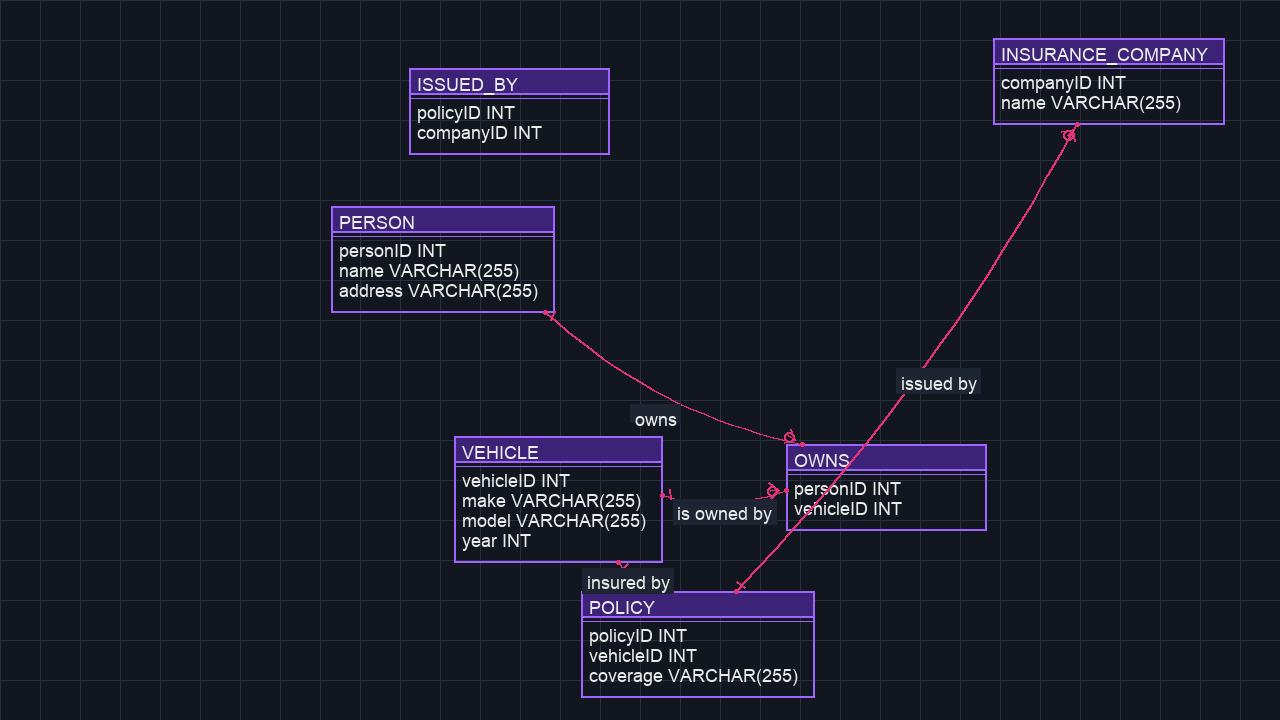 INSURANCE_COMPANY
companyID INT
name VARCHAR(255)
ISSUED_BY
policyID INT
companyID INT
PERSON
personID INT
name VARCHAR(255)
address VARCHAR(255)
issued by
owns
VEHICLE
vehicleID INT
make VARCHAR(255)
model VARCHAR(255)
year INT
OWNS
personID INT
vehicleID INT
is owned by
insured by
POLICY
policyID INT
vehicleID INT
coverage VARCHAR(255)